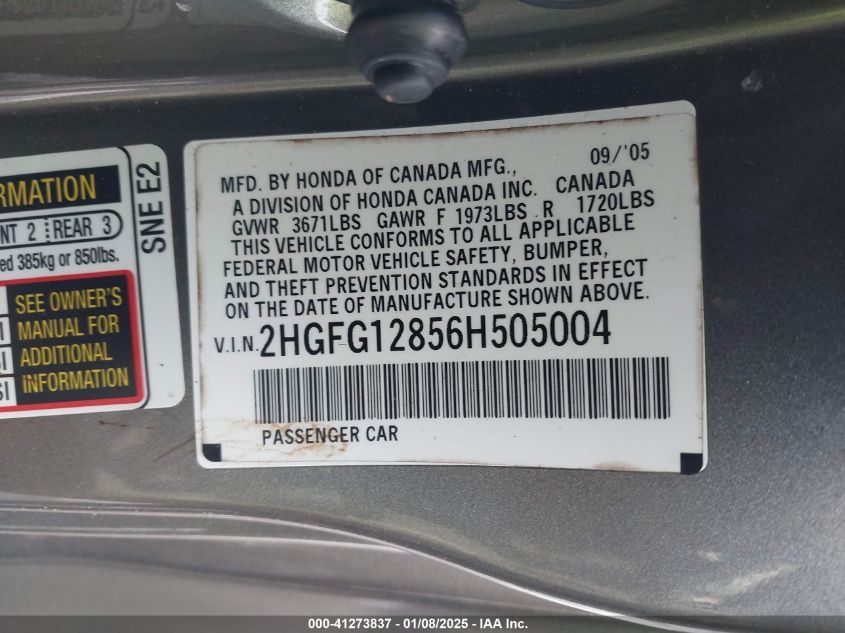 RMATION
NT 2 REAR 3
ed 385kg or 850lbs.
SEE OWNER'S
MANUAL FOR
ADDITIONAL
INFORMATION
SNE E2
09/'05
MFD. BY HONDA OF CANADA MFG.,
A DIVISION OF HONDA CANADA INC. CANADA
GVWR 3671LBS GAWR F 1973LBS R 1720LBS
THIS VEHICLE CONFORMS TO ALL APPLICABLE
FEDERAL MOTOR VEHICLE SAFETY, BUMPER,
AND THEFT PREVENTION STANDARDS IN EFFECT
ON THE DATE OF MANUFACTURE SHOWN ABOVE.
V.I.N. 2HGFG12856H505004
PASSENGER CAR
000-41273837 - 01/08/2025 - IAA Inc.